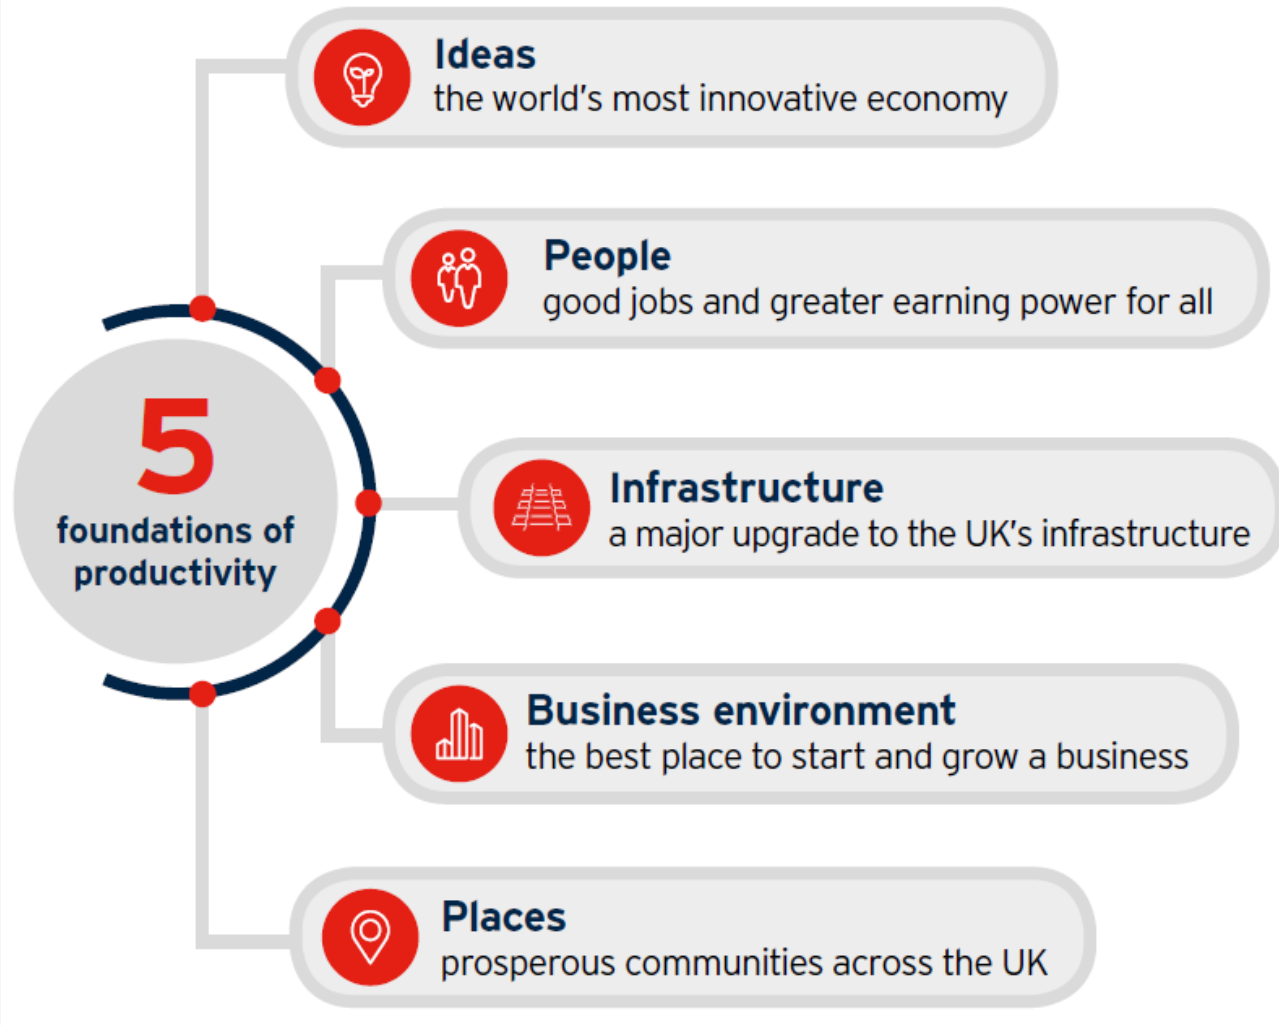 Ideas
the world’s most innovative economy
People
good jobs and greater earning power for all
5
foundations of
productivity
Infrastructure
a major upgrade to the UK’s infrastructure
Business environment
the best place to start and grow a business
Places
prosperous communities across the UK